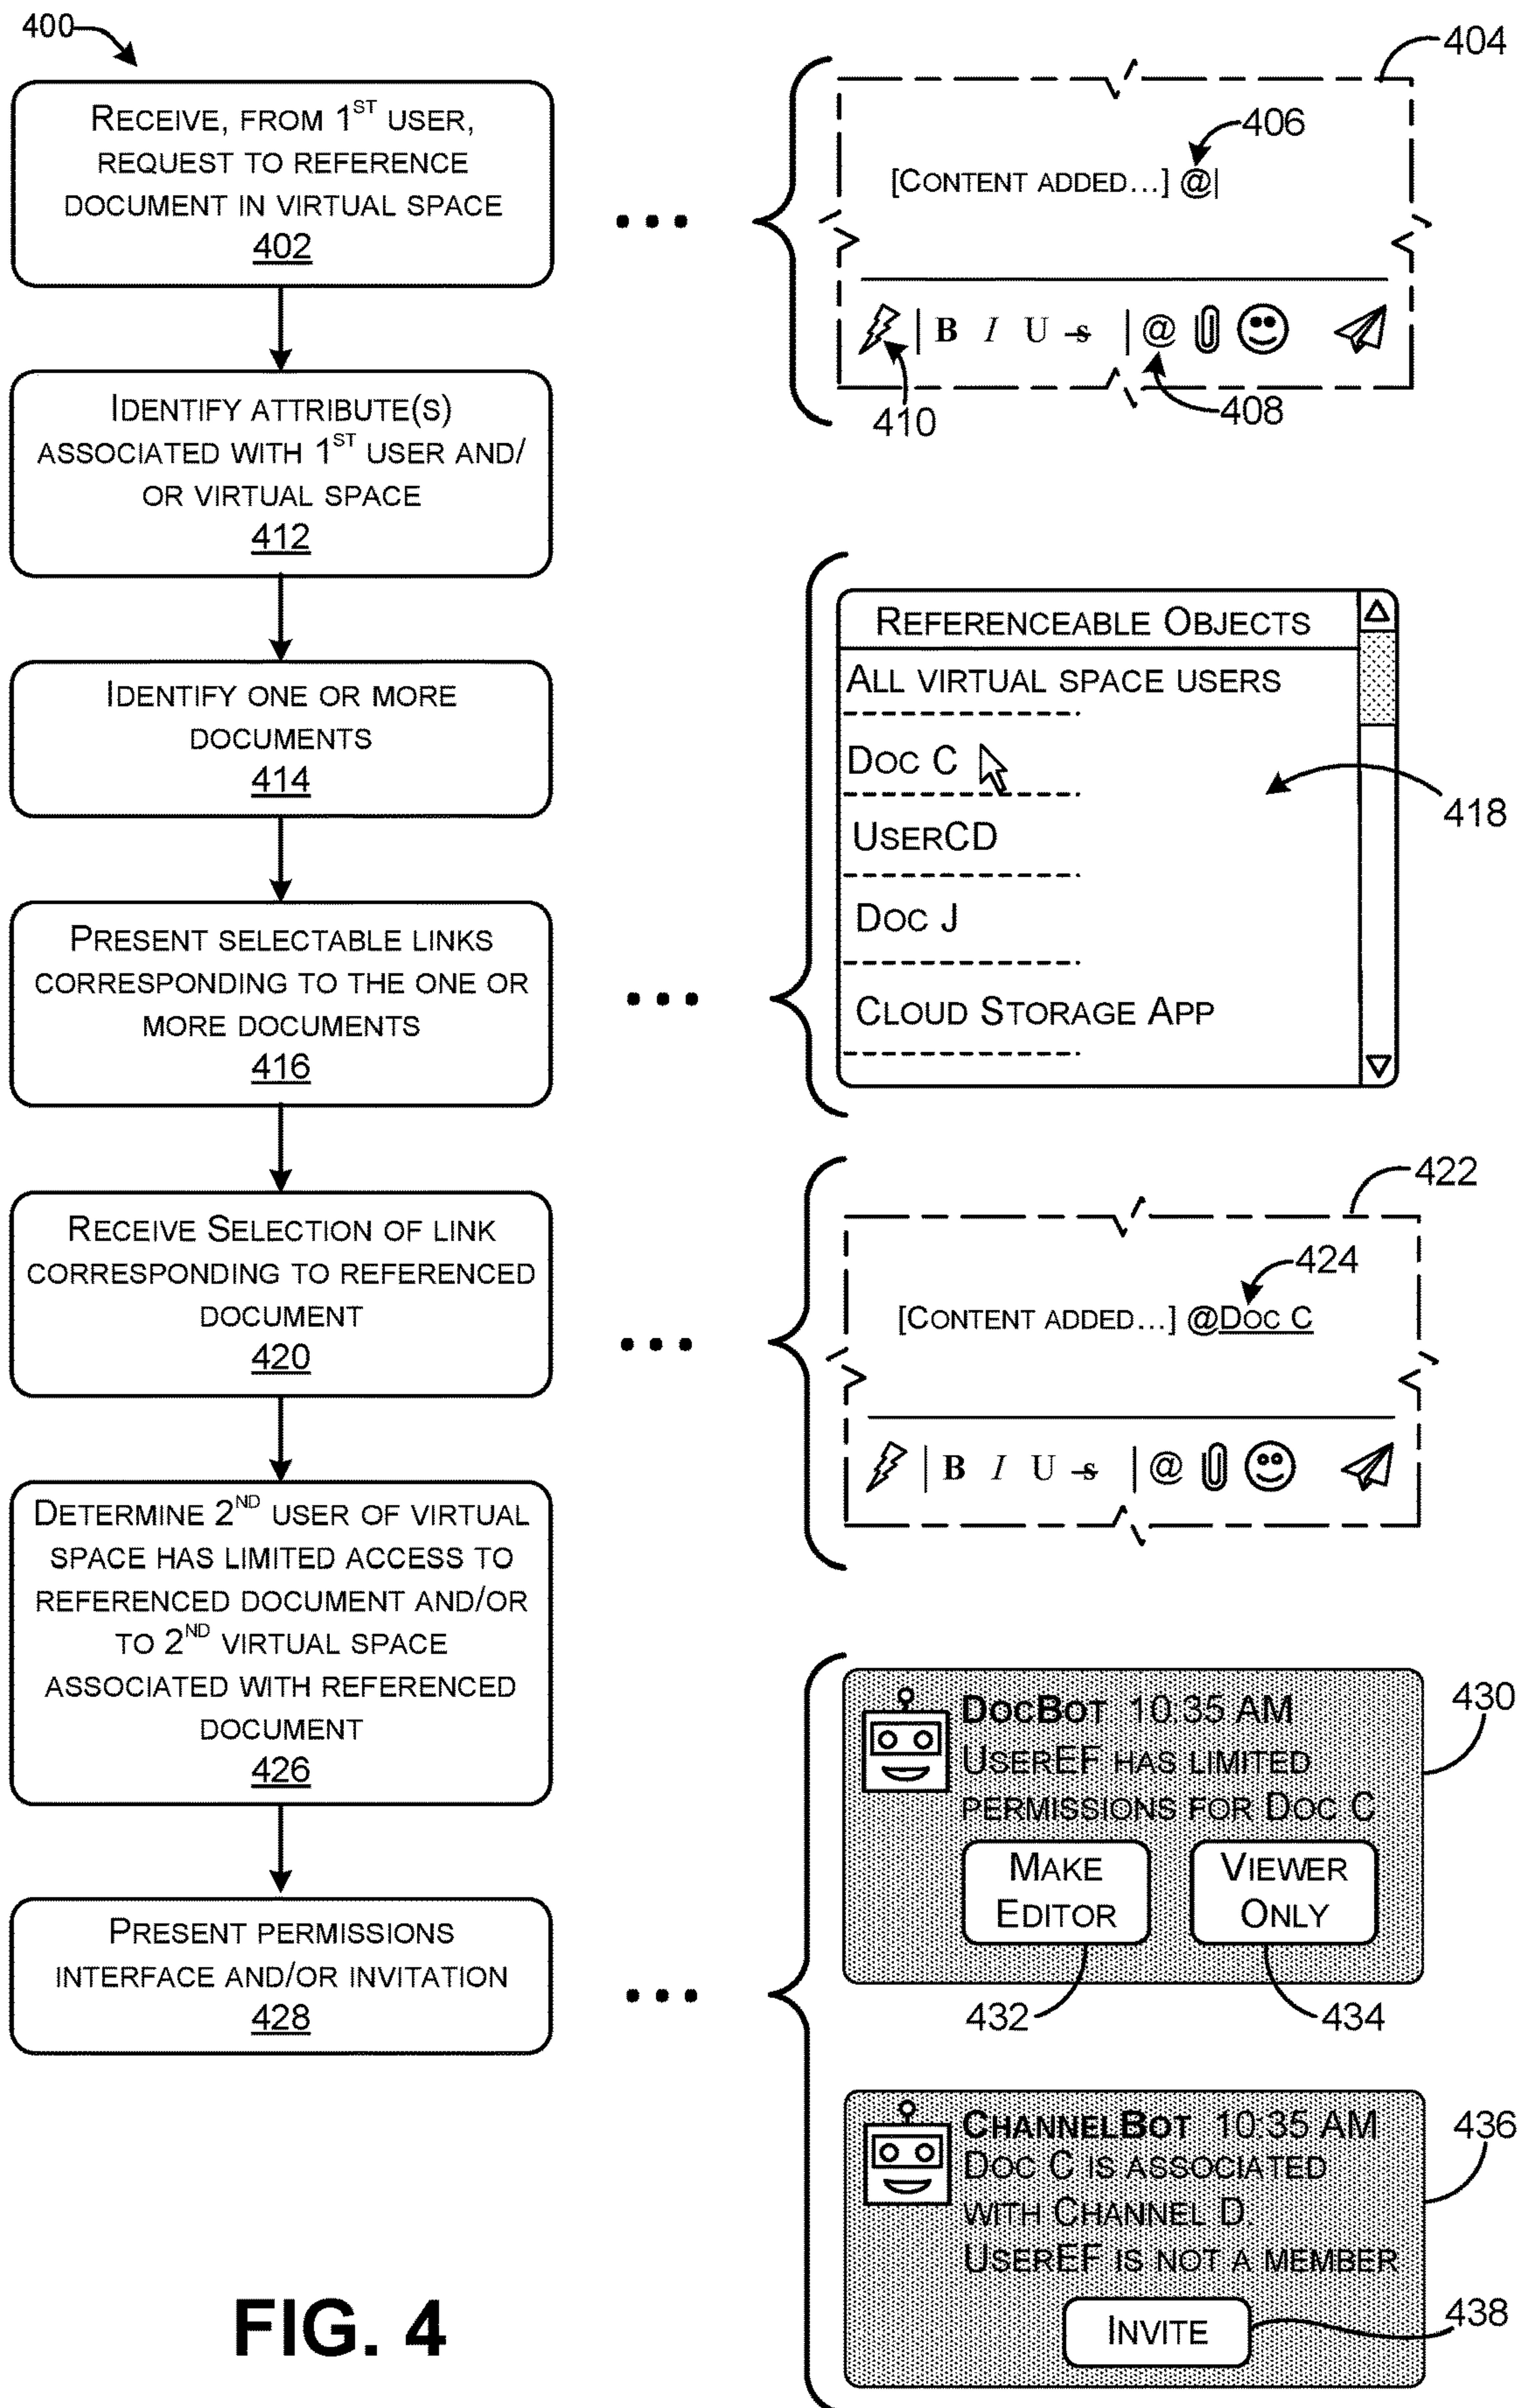 400
RECEIVE, FROM 1ST USER,
REQUEST TO REFERENCE
DOCUMENT IN VIRTUAL SPACE
402
404
406
[CONTENT ADDED...] @|
B I U s @
410
408
IDENTIFY ATTRIBUTE(S)
ASSOCIATED WITH 1ST USER AND/
OR VIRTUAL SPACE
412
IDENTIFY ONE OR MORE
DOCUMENTS
414
PRESENT SELECTABLE LINKS
CORRESPONDING TO THE ONE OR
MORE DOCUMENTS
416
REFERENCEABLE OBJECTS
ALL VIRTUAL SPACE USERS
DOC C
USERCD
DOC J
CLOUD STORAGE APP
418
RECEIVE SELECTION OF LINK
CORRESPONDING TO REFERENCED
DOCUMENT
420
422
424
[CONTENT ADDED...] @DOC C
B I U s @
DETERMINE 2ND USER OF VIRTUAL
SPACE HAS LIMITED ACCESS TO
REFERENCED DOCUMENT AND/OR
TO 2ND VIRTUAL SPACE
ASSOCIATED WITH REFERENCED
DOCUMENT
426
PRESENT PERMISSIONS
INTERFACE AND/OR INVITATION
428
DOCBOT 10:35 AM
USEREF HAS LIMITED
PERMISSIONS FOR DOC C
MAKE
EDITOR
VIEWER
ONLY
430
432
434
CHANNELBOT 10:35 AM
DOC C IS ASSOCIATED
WITH CHANNEL D.
USEREF IS NOT A MEMBER
INVITE
436
438
FIG. 4